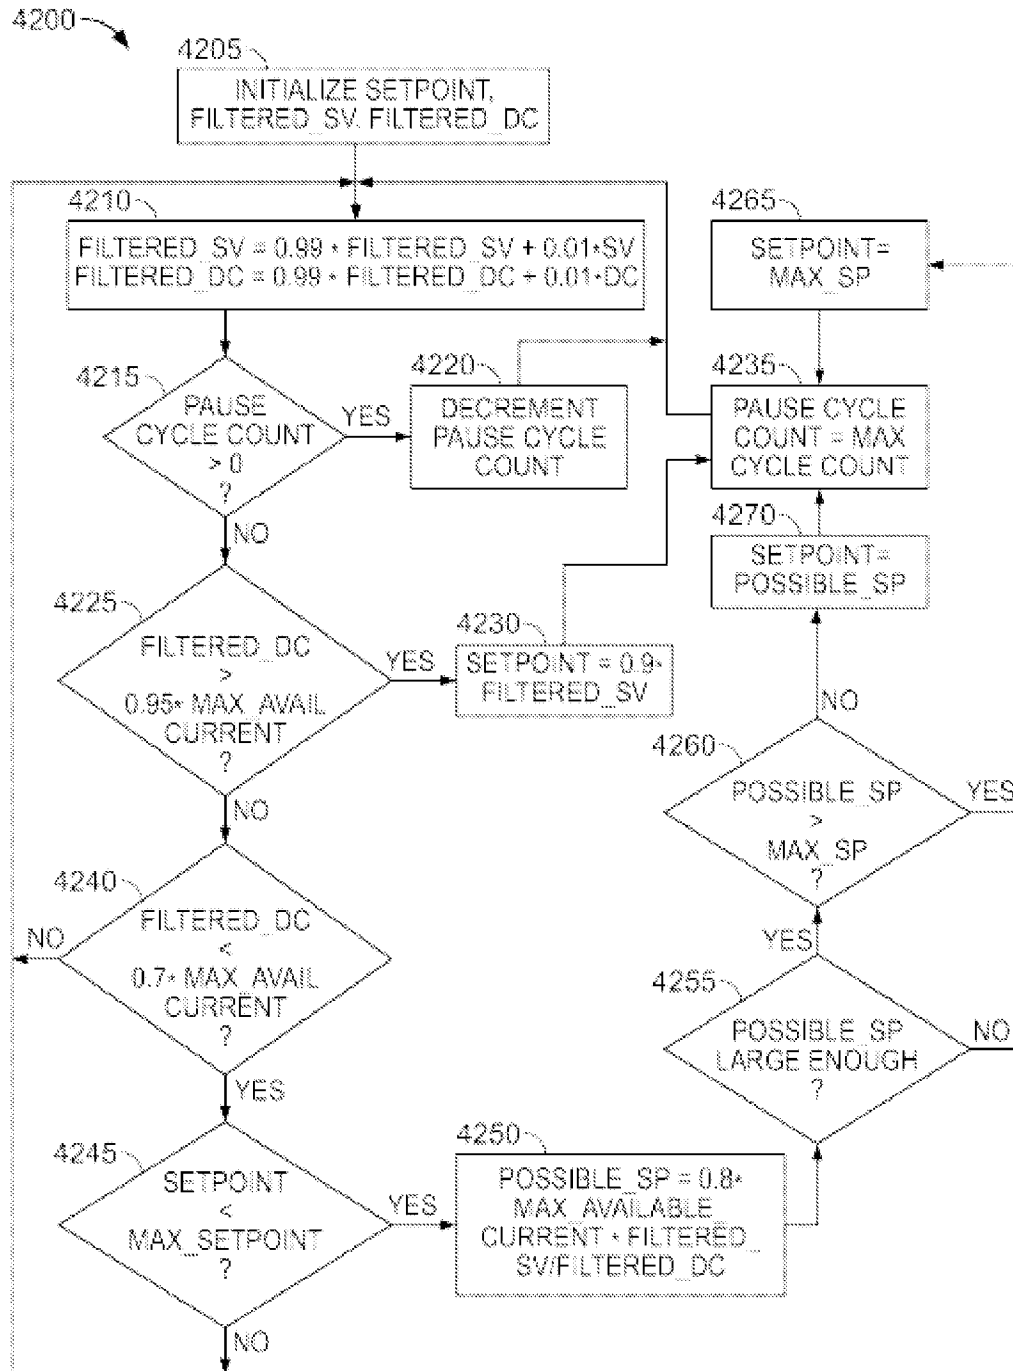 4200
4205
INITIALIZE SETPOINT,
FILTERED_SV, FILTERED_DC
4210
FILTERED_SV = 0.99 * FILTERED_SV + 0.01*SV
FILTERED_DC = 0.99 * FILTERED_DC + 0.01*DC
4265
SETPOINT=
MAX_SP
4215
PAUSE
CYCLE COUNT
> 0
?
YES
4220
DECREMENT
PAUSE CYCLE
COUNT
4235
PAUSE CYCLE
COUNT = MAX
CYCLE COUNT
NO
4270
SETPOINT=
POSSIBLE_SP
4225
FILTERED_DC
>
0.95* MAX_AVAIL
CURRENT
?
YES
4230
SETPOINT = 0.9*
FILTERED_SV
NO
NO
4260
POSSIBLE_SP
>
MAX_SP
?
YES
4240
FILTERED_DC
<
0.7* MAX_AVAIL
CURRENT
?
NO
YES
YES
4255
POSSIBLE_SP
LARGE ENOUGH
?
NO
4245
SETPOINT
<
MAX_SETPOINT
?
YES
4250
POSSIBLE_SP = 0.8*
MAX_AVAILABLE_
CURRENT * FILTERED_
SV/FILTERED_DC
NO